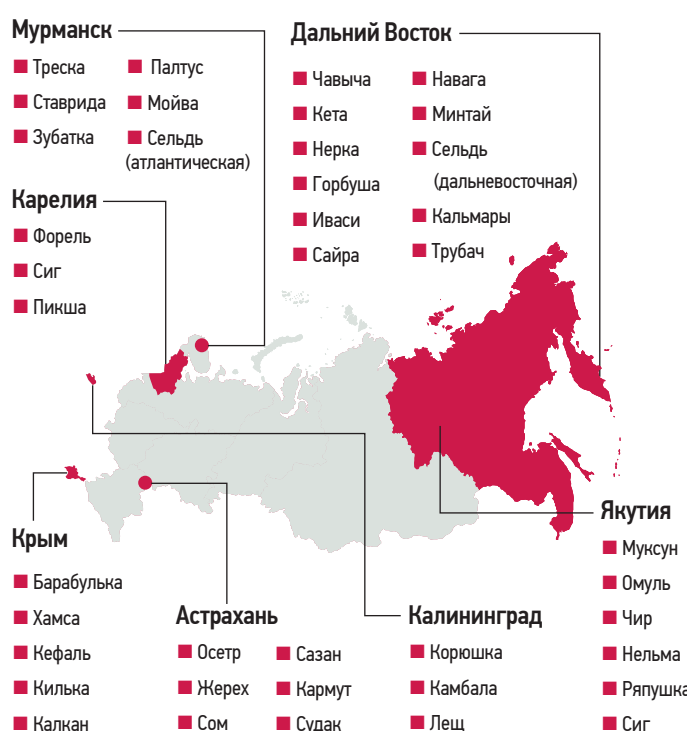 Мурманск
Треска
Ставрида
Зубатка
Палтус
Мойва
Сельдь
(атлантическая)
Дальний Восток
Чавыча
Кета
Нерка
Горбуша
Иваси
Сайра
Навага
Минтай
Сельдь
(дальневосточная)
Кальмары
Трубач
Карелия
Форель
Сиг
Пикша
Крым
Барабулька
Хамса
Кефаль
Килька
Калкан
Астрахань
Осетр
Жерех
Сом
Сазан
Кармут
Судак
Калининград
Корюшка
Камбала
Лещ
Якутия
Муксун
Омуль
Чир
Нельма
Ряпушка
Сиг